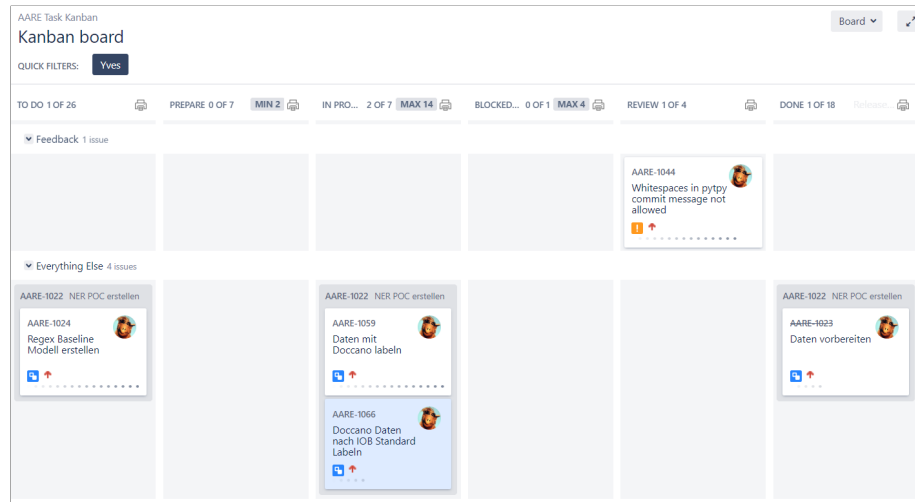 AARE Task Kanban
Kanban board
Board
QUICK FILTERS: Yves
TO DO 1 OF 26
PREPARE 0 OF 7 MIN 2
IN PRO... 2 OF 7 MAX 14
BLOCKED... 0 OF 1 MAX 4
REVIEW 1 OF 4
DONE 1 OF 18 Release...
Feedback 1 issue
AARE-1044
Whitespaces in pytpy
commit message not
allowed
Everything Else 4 issues
AARE-1022 NER POC erstellen
AARE-1024
Regex Baseline
Modell erstellen
AARE-1022 NER POC erstellen
AARE-1059
Daten mit
Doccano labeln
AARE-1066
Doccano Daten
nach IOB Standard
Labeln
AARE-1022 NER POC erstellen
AARE-1023
Daten vorbereiten